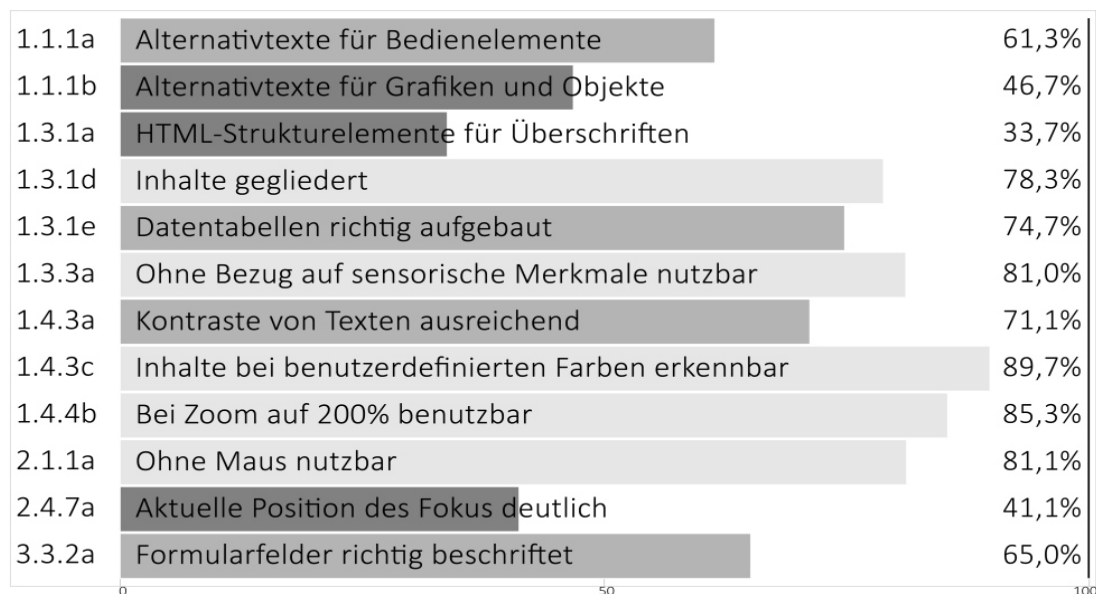 1.1.1a Alternativtexte für Bedienelemente 61,3%
1.1.1b Alternativtexte für Grafiken und Objekte 46,7%
1.3.1a HTML-Strukturelemente für Überschriften 33,7%
1.3.1d Inhalte gegliedert 78,3%
1.3.1e Datentabellen richtig aufgebaut 74,7%
1.3.3a Ohne Bezug auf sensorische Merkmale nutzbar 81,0%
1.4.3a Kontraste von Texten ausreichend 71,1%
1.4.3c Inhalte bei benutzerdefinierten Farben erkennbar 89,7%
1.4.4b Bei Zoom auf 200% benutzbar 85,3%
2.1.1a Ohne Maus nutzbar 81,1%
2.4.7a Aktuelle Position des Fokus deutlich 41,1%
3.3.2a Formularfelder richtig beschriftet 65,0%
0 50 100